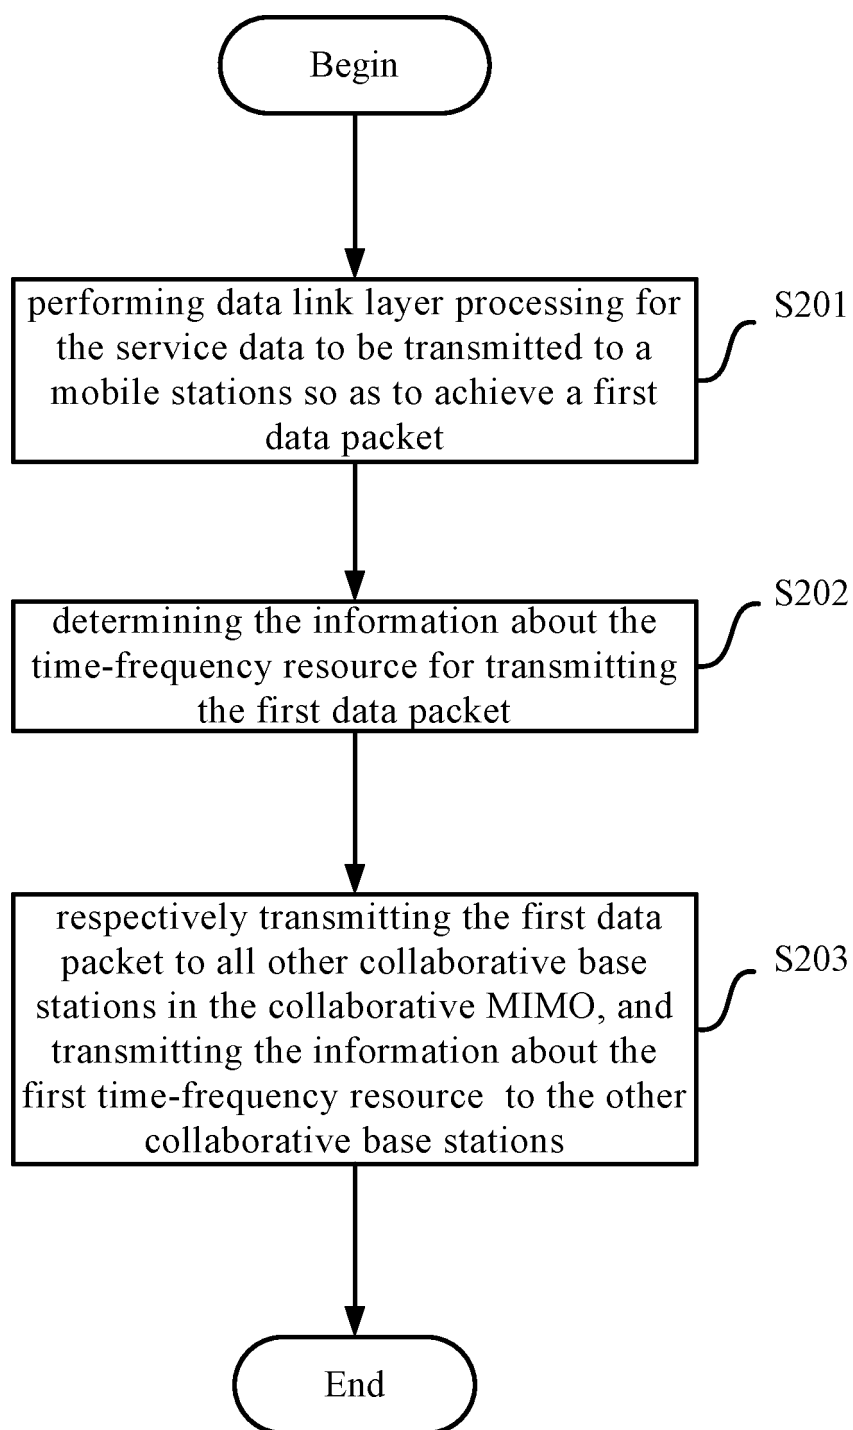 Begin
performing data link layer processing for
the service data to be transmitted to a
mobile stations so as to achieve a first
data packet
S201
determining the information about the
time-frequency resource for transmitting
the first data packet
S202
respectively transmitting the first data
packet to all other collaborative base
stations in the collaborative MIMO, and
transmitting the information about the
first time-frequency resource to the other
collaborative base stations
S203
End